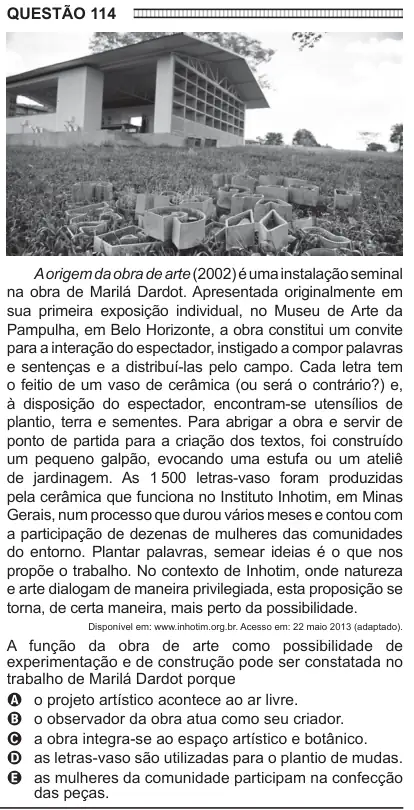 QUESTÃO 114
A origem da obra de arte (2002) é uma instalação seminal
na obra de Marilá Dardot. Apresentada originalmente em
sua primeira exposição individual, no Museu de Arte da
Pampulha, em Belo Horizonte, a obra constitui um convite
para a interação do espectador, instigado a compor palavras
e sentenças e a distribuí-las pelo campo. Cada letra tem
o feitio de um vaso de cerâmica (ou será o contrário?) e,
à disposição do espectador, encontram-se utensílios de
plantio, terra e sementes. Para abrigar a obra e servir de
ponto de partida para a criação dos textos, foi construído
um pequeno galpão, evocando uma estufa ou um ateliê
de jardinagem. As 1 500 letras-vaso foram produzidas
pela cerâmica que funciona no Instituto Inhotim, em Minas
Gerais, num processo que durou vários meses e contou com
a participação de dezenas de mulheres das comunidades
do entorno. Plantar palavras, semear ideias é o que nos
propõe o trabalho. No contexto de Inhotim, onde natureza
e arte dialogam de maneira privilegiada, esta proposição se
torna, de certa maneira, mais perto da possibilidade.
Disponível em: www.inhotim.org.br. Acesso em: 22 maio 2013 (adaptado).
A função da obra de arte como possibilidade de
experimentação e de construção pode ser constatada no
trabalho de Marilá Dardot porque
A o projeto artístico acontece ao ar livre.
B o observador da obra atua como seu criador.
C a obra integra-se ao espaço artístico e botânico.
D as letras-vaso são utilizadas para o plantio de mudas.
E as mulheres da comunidade participam na confecção
das peças.